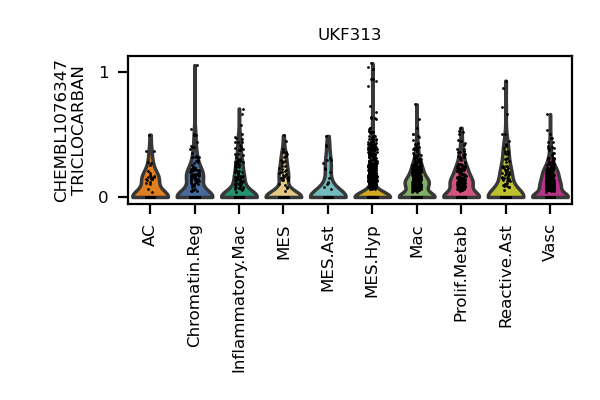 UKF313
CHEMBL1076347
TRICLOCARBAN
1
0
AC
Chromatin.Reg
Inflammatory.Mac
MES
MES.Ast
MES.Hyp
Mac
Prolif.Metab
Reactive.Ast
Vasc